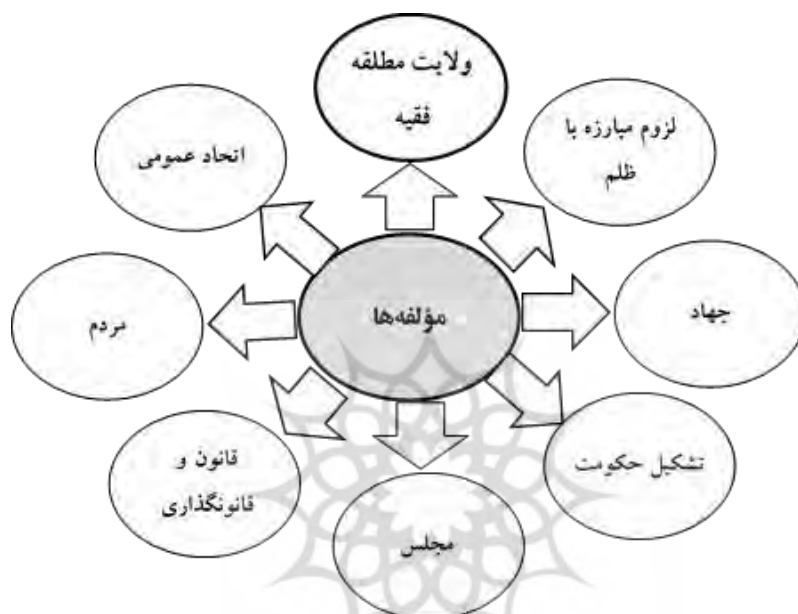 ولایت مطلقه
فقیه
لزوم مبارزه با
ظلم
اتحاد عمومی
جهاد
مؤلفه‌ها
مردم
تشکیل حکومت
قانون و
قانونگذاری
مجلس